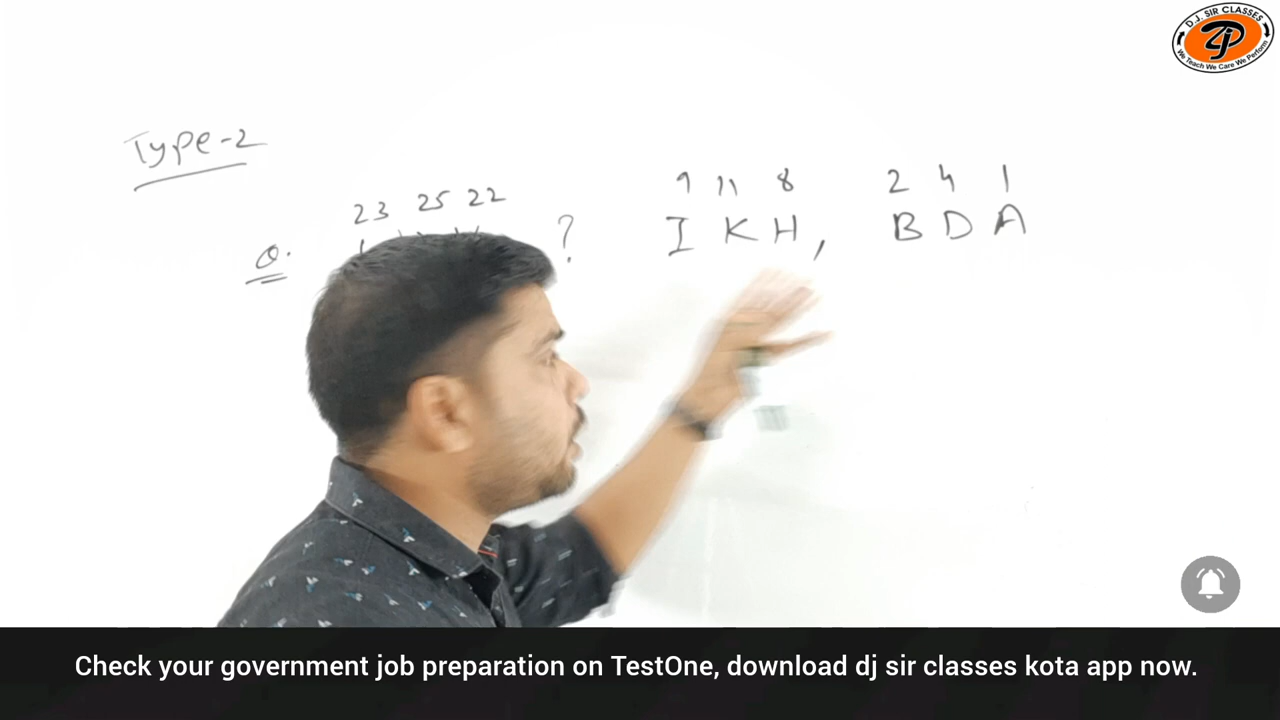 D.J. SIR CLASSES
We Teach We Care We Perform
Type-2
23 25 22 9 11 8 2 4 1
Q. ? I K H, B D A
Check your government job preparation on TestOne, download dj sir classes kota app now.